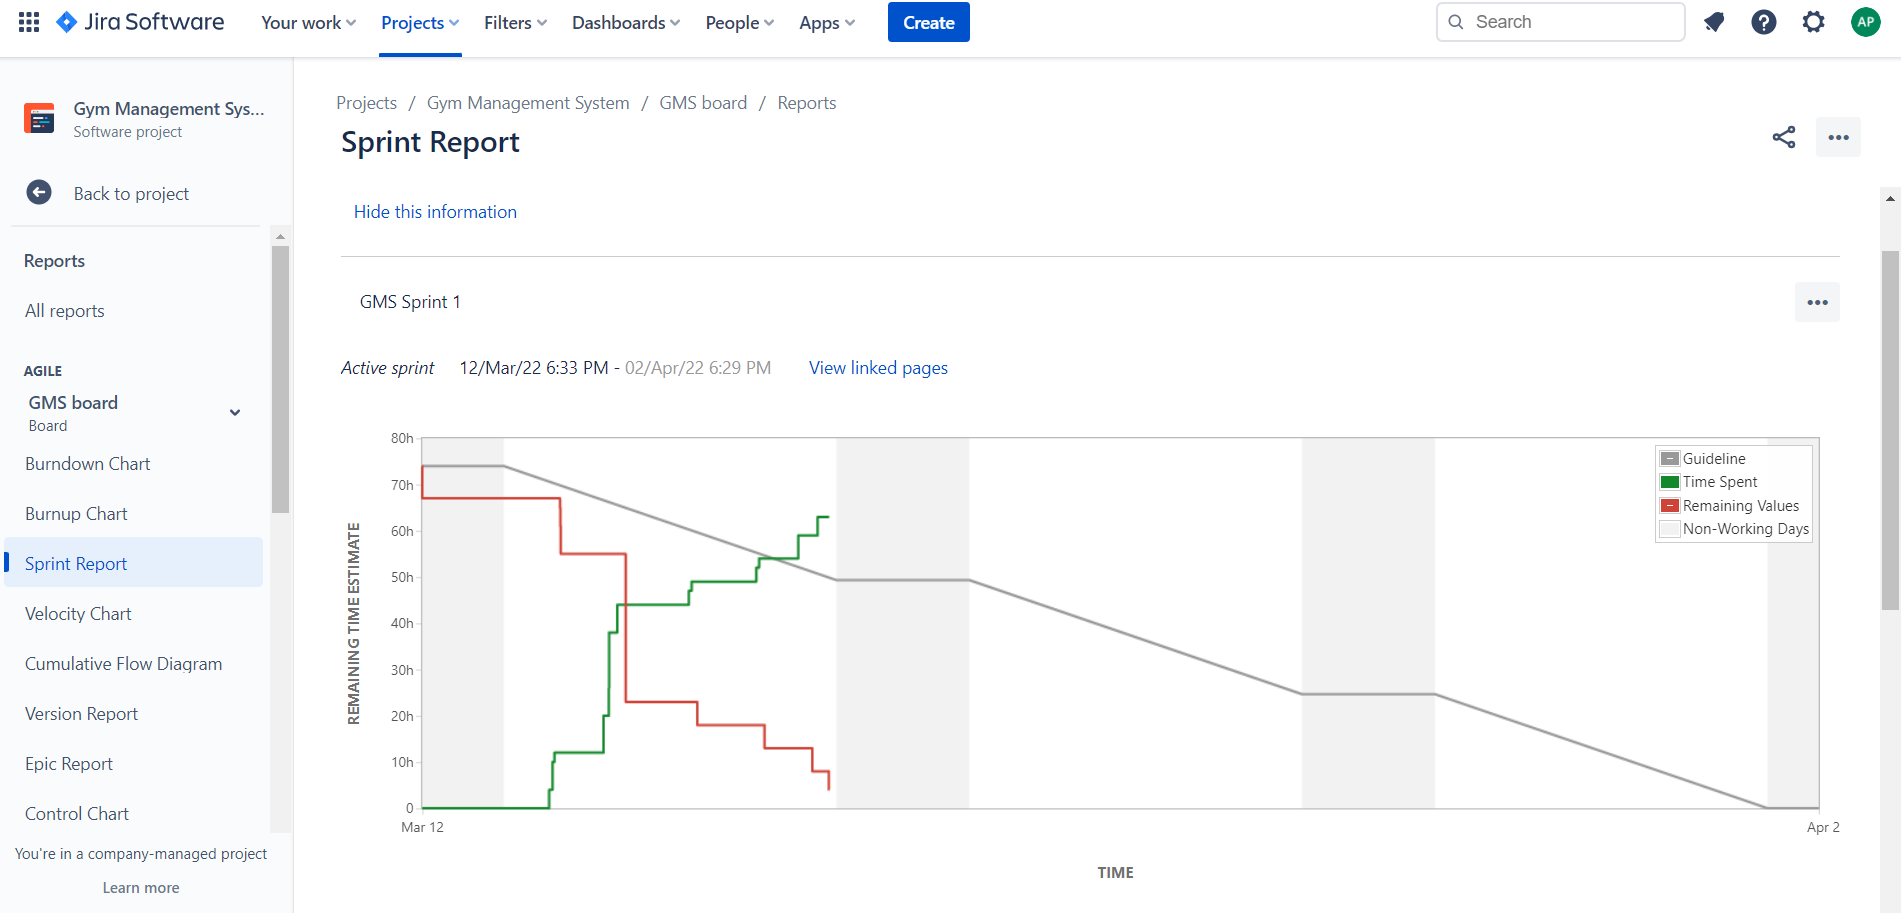 Jira Software
Your work
Projects
Filters
Dashboards
People
Apps
Create
Search
AP
Gym Management Sys...
Software project
Back to project
Reports
All reports
AGILE
GMS board
Board
Burndown Chart
Burnup Chart
Sprint Report
Velocity Chart
Cumulative Flow Diagram
Version Report
Epic Report
Control Chart
You're in a company-managed project
Learn more
Projects / Gym Management System / GMS board / Reports
Sprint Report
Hide this information
GMS Sprint 1
Active sprint 12/Mar/22 6:33 PM - 02/Apr/22 6:29 PM View linked pages
REMAINING TIME ESTIMATE
80h
70h
60h
50h
40h
30h
20h
10h
0
Mar 12
Apr 2
TIME
Guideline
Time Spent
Remaining Values
Non-Working Days